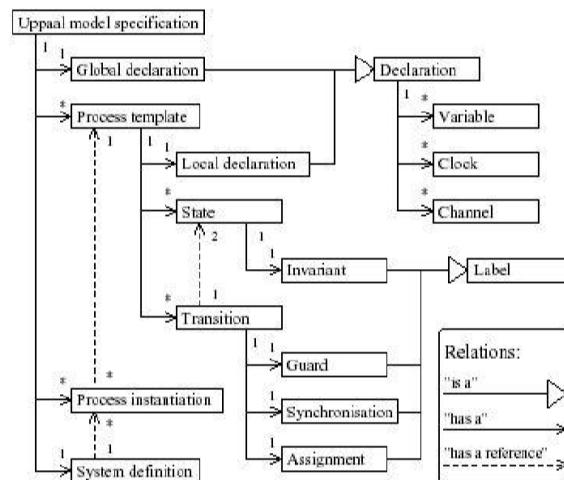 Uppaal model specification
1
1
Global declaration
Declaration
1
*
Variable
*
Process template
1
1
1
Local declaration
*
Clock
*
State
*
Channel
2
1
1
Invariant
Label
1
*
Transition
1
1
Guard
Relations:
"is a"
*
*
Process instantiation
1
Synchronisation
"has a"
*
1
1
System definition
1
Assignment
"has a reference"